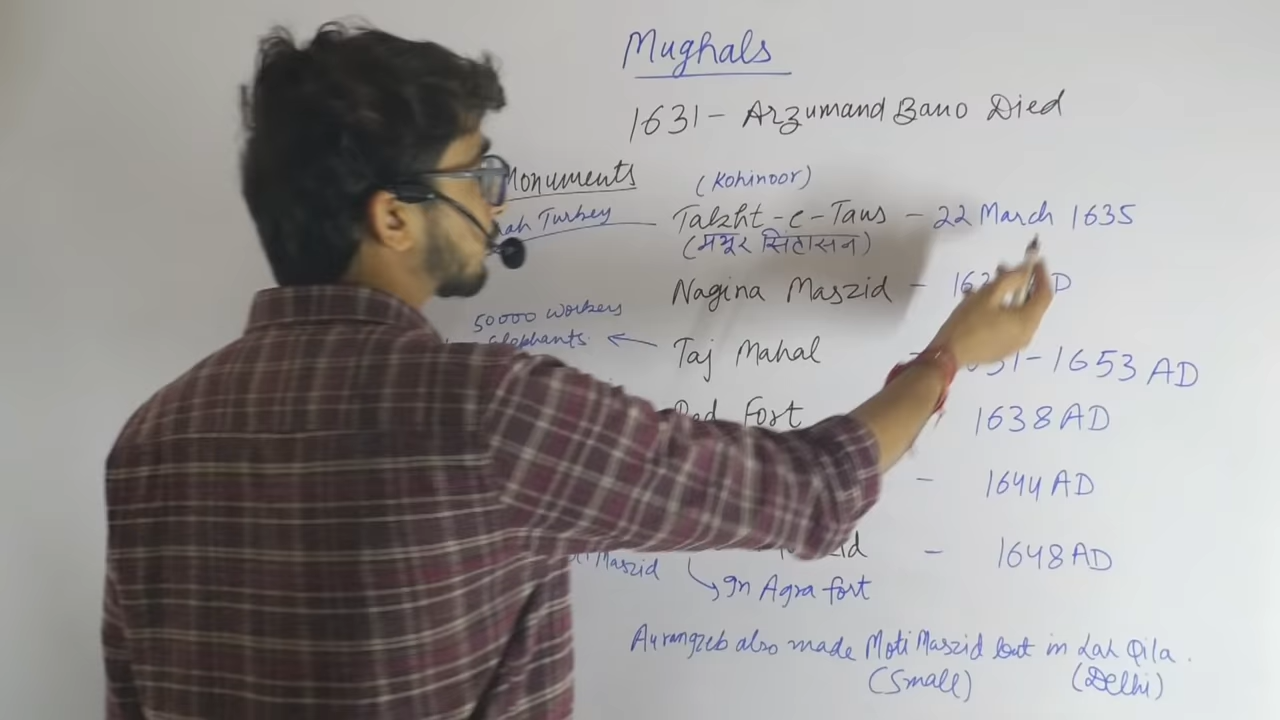 Mughals
1631 - Arzumand Bano Died
Monuments
(Kohinoor)
Turkey
Takht-e-Taus - 22 March 1635
(मयूर सिंहासन)
Nagina Maszid -
50000 workers
elephants
Taj Mahal - 1653 AD
Fort 1638 AD
- 1644 AD
- 1648 AD
Maszid
In Agra fort
Aurangzeb also made Moti Maszid but in Lah Qila.
(Small) (Delhi)